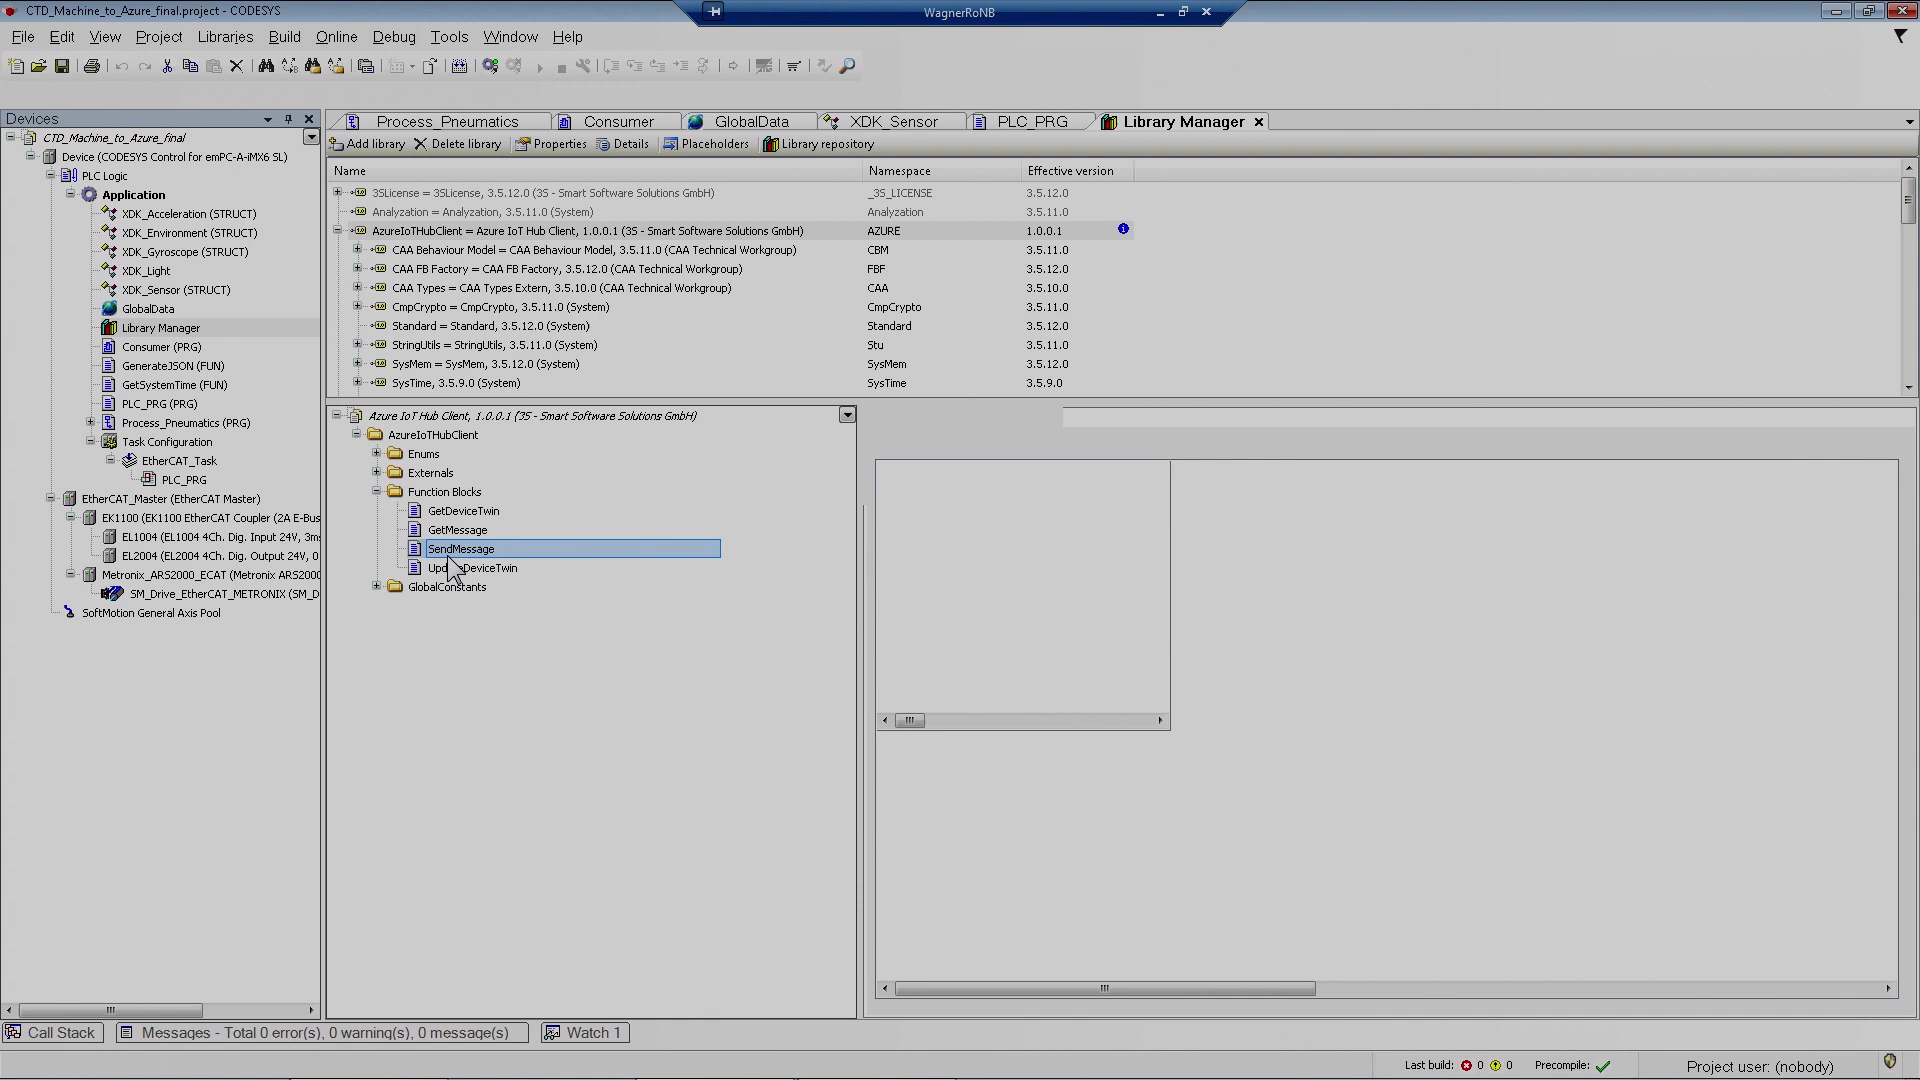 CTD_Machine_to_Azure_final.project - CODESYS
WagnerRoNB
File Edit View Project Libraries Build Online Debug Tools Window Help
Devices
CTD_Machine_to_Azure_final
Device (CODESYS Control for emPC-A-iMX6 SL)
PLC Logic
Application
XDK_Acceleration (STRUCT)
XDK_Environment (STRUCT)
XDK_Gyroscope (STRUCT)
XDK_Light
XDK_Sensor (STRUCT)
GlobalData
Library Manager
Consumer (PRG)
GenerateJSON (FUN)
GetSystemTime (FUN)
PLC_PRG (PRG)
Process_Pneumatics (PRG)
Task Configuration
EtherCAT_Task
PLC_PRG
EtherCAT_Master (EtherCAT Master)
EK1100 (EK1100 EtherCAT Coupler (2A E-Bus
EL1004 (EL1004 4Ch. Dig. Input 24V, 3ms
EL2004 (EL2004 4Ch. Dig. Output 24V, 0
Metronix_ARS2000_ECAT (Metronix ARS2000
SM_Drive_EtherCAT_METRONIX (SM_D
SoftMotion General Axis Pool
Process_Pneumatics Consumer GlobalData XDK_Sensor PLC_PRG Library Manager
Add library Delete library Properties Details Placeholders Library repository
Name Namespace Effective version
3SLicense = 3SLicense, 3.5.12.0 (3S - Smart Software Solutions GmbH) _3S_LICENSE 3.5.12.0
Analyzation = Analyzation, 3.5.11.0 (System) Analyzation 3.5.11.0
AzureIoTHubClient = Azure IoT Hub Client, 1.0.0.1 (3S - Smart Software Solutions GmbH) AZURE 1.0.0.1
CAA Behaviour Model = CAA Behaviour Model, 3.5.11.0 (CAA Technical Workgroup) CBM 3.5.11.0
CAA FB Factory = CAA FB Factory, 3.5.12.0 (CAA Technical Workgroup) FBF 3.5.12.0
CAA Types = CAA Types Extern, 3.5.10.0 (CAA Technical Workgroup) CAA 3.5.10.0
CmpCrypto = CmpCrypto, 3.5.11.0 (System) CmpCrypto 3.5.11.0
Standard = Standard, 3.5.12.0 (System) Standard 3.5.12.0
StringUtils = StringUtils, 3.5.11.0 (System) Stu 3.5.11.0
SysMem = SysMem, 3.5.12.0 (System) SysMem 3.5.12.0
SysTime, 3.5.9.0 (System) SysTime 3.5.9.0
Azure IoT Hub Client, 1.0.0.1 (3S - Smart Software Solutions GmbH)
AzureIoTHubClient
Enums
Externals
Function Blocks
GetDeviceTwin
GetMessage
SendMessage
GlobalConstants
Call Stack Messages - Total 0 error(s), 0 warning(s), 0 message(s) Watch 1
Last build: 0 0 Precompile: Project user: (nobody)